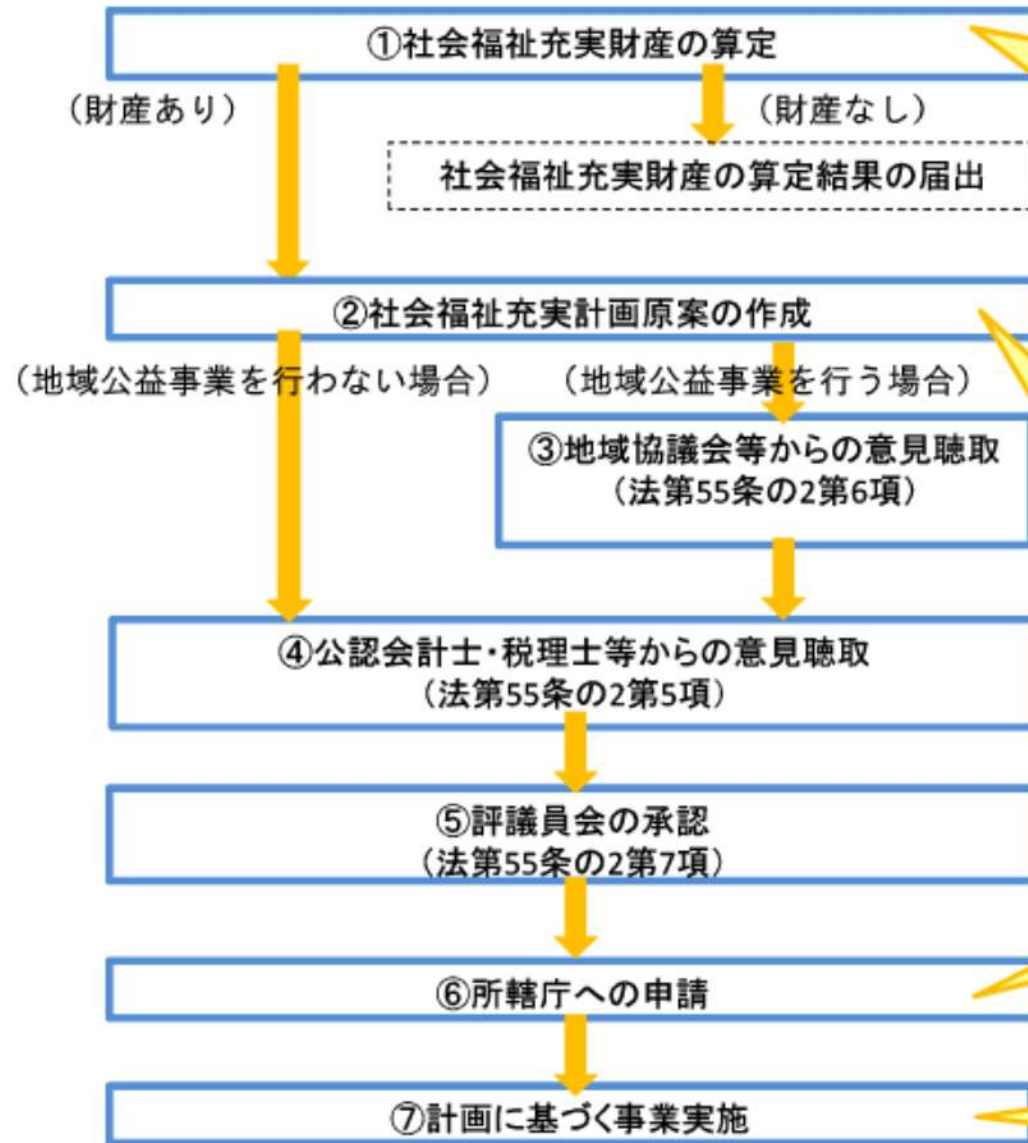 ①社会福祉充実財産の算定
（財産あり）
（財産なし）
社会福祉充実財産の算定結果の届出
②社会福祉充実計画原案の作成
（地域公益事業を行わない場合）
（地域公益事業を行う場合）
③地域協議会等からの意見聴取
（法第55条の2第6項）
④公認会計士・税理士等からの意見聴取
（法第55条の2第5項）
⑤評議員会の承認
（法第55条の2第7項）
⑥所轄庁への申請
⑦計画に基づく事業実施